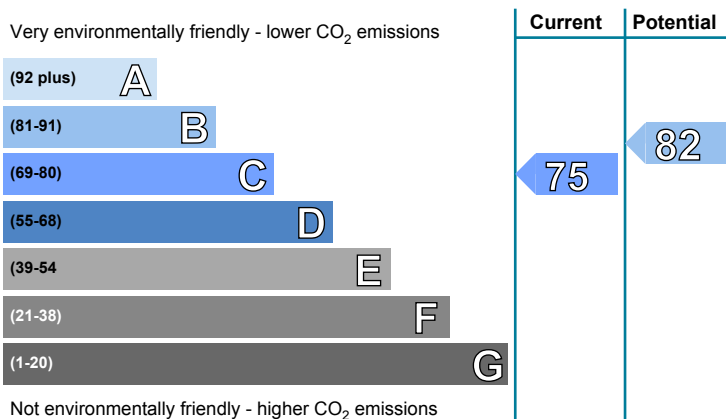 Very environmentally friendly - lower CO2 emissions
Current
Potential
(92 plus) A
(81-91) B
82
(69-80) C
75
(55-68) D
(39-54 E
(21-38) F
(1-20) G
Not environmentally friendly - higher CO2 emissions